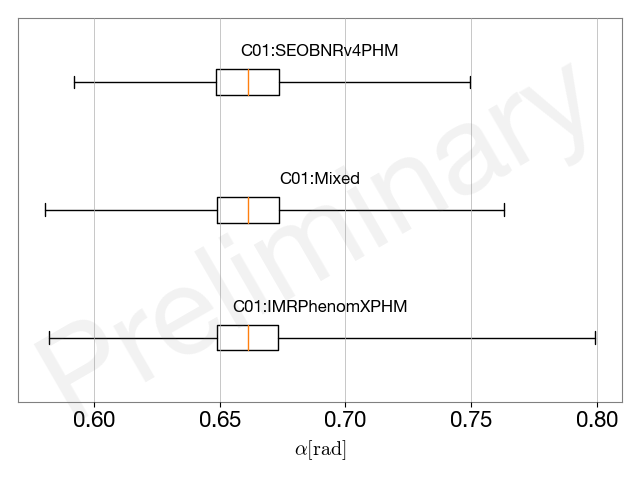 C01:SEOBNRv4PHM
C01:Mixed
C01:IMRPhenomXPHM
Preliminary
0.60 0.65 0.70 0.75 0.80
α[rad]